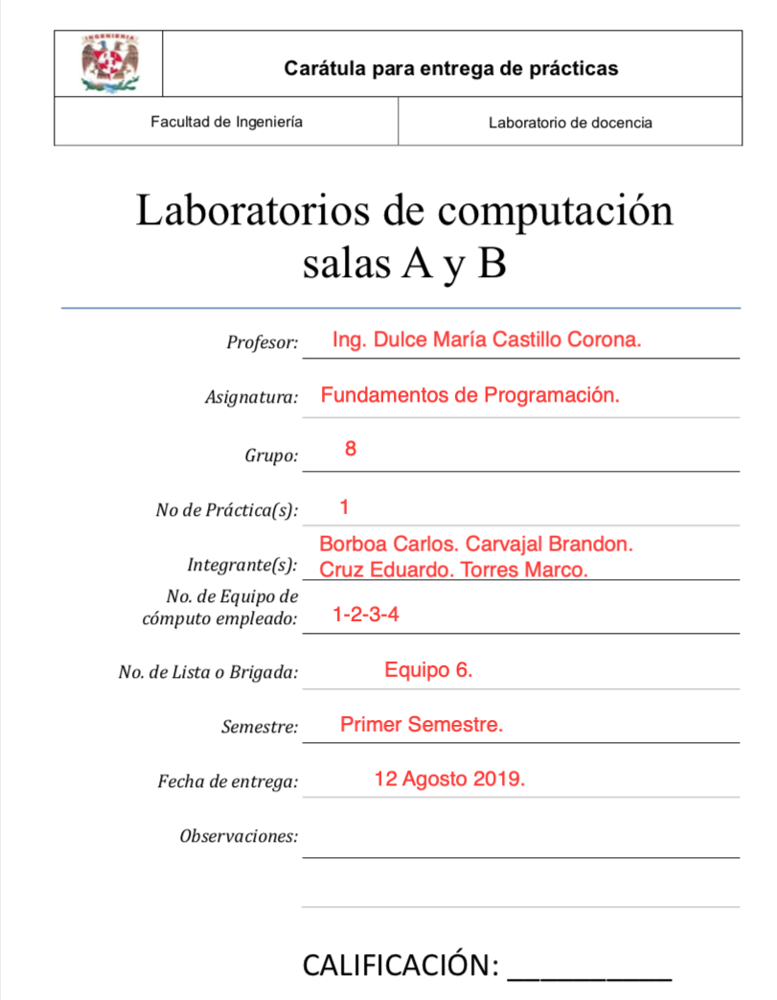 INGENIERIA
Carátula para entrega de prácticas
Facultad de Ingeniería
Laboratorio de docencia
Laboratorios de computación
salas A y B
Profesor: Ing. Dulce María Castillo Corona.
Asignatura: Fundamentos de Programación.
Grupo: 8
No de Práctica(s): 1
Borboa Carlos. Carvajal Brandon.
Integrante(s): Cruz Eduardo. Torres Marco.
No. de Equipo de
cómputo empleado: 1-2-3-4
No. de Lista o Brigada: Equipo 6.
Semestre: Primer Semestre.
Fecha de entrega: 12 Agosto 2019.
Observaciones:
CALIFICACIÓN: __________